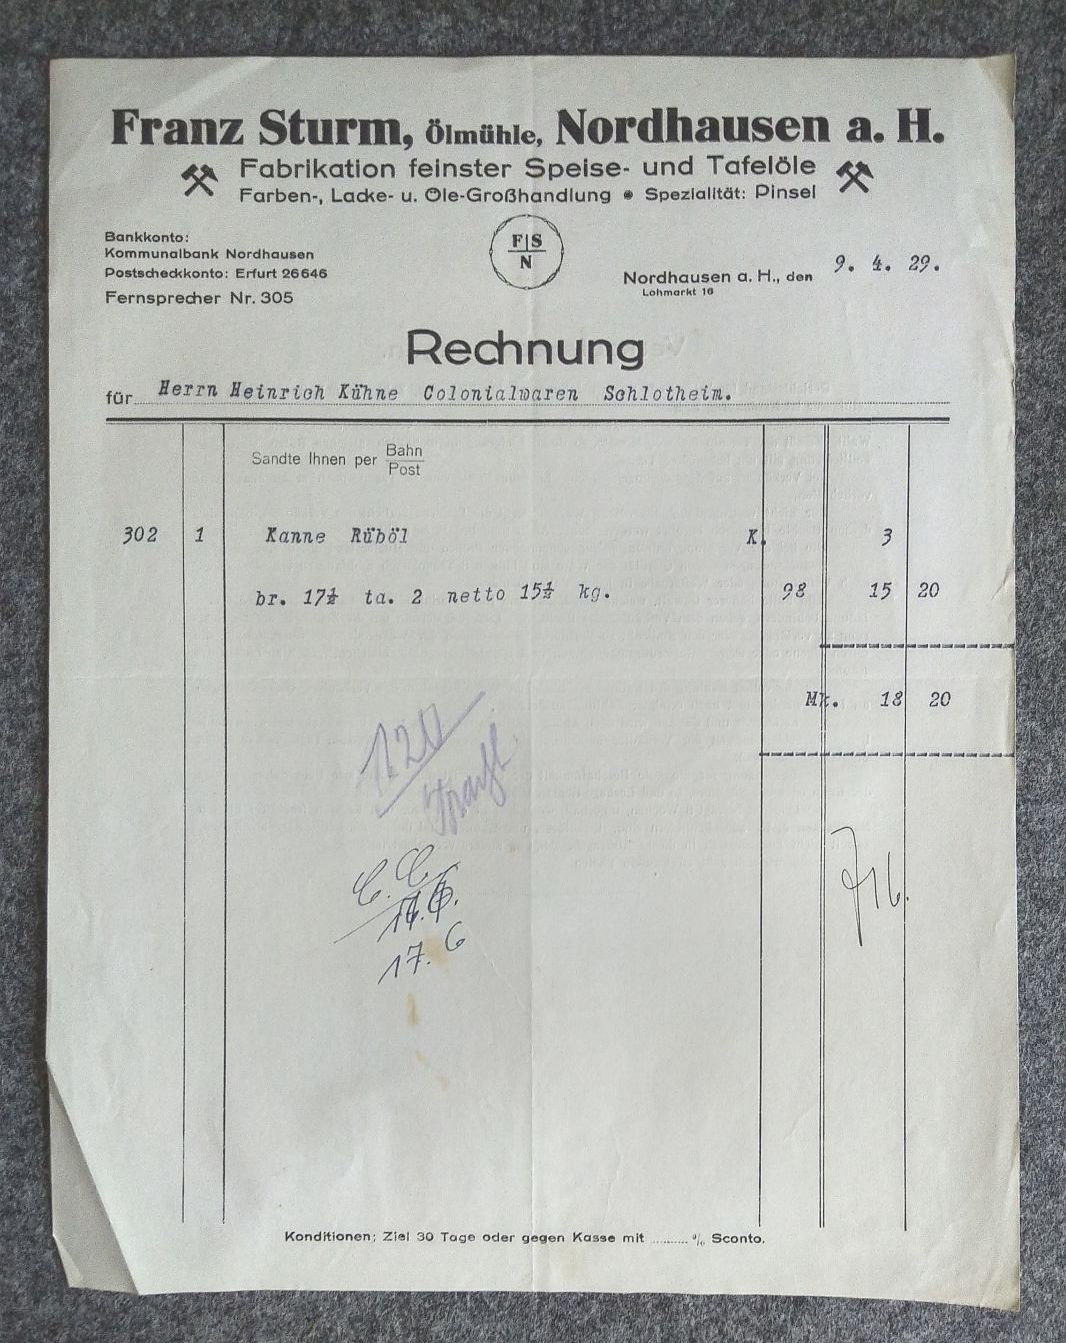 Franz Sturm, Ölmühle, Nordhausen a. H.
Fabrikation feinster Speise- und Tafelöle
Farben-, Lacke- u. Öle-Großhandlung • Spezialität: Pinsel
Bankkonto:
Kommunalbank Nordhausen
Postscheckkonto: Erfurt 26646
Fernsprecher Nr. 305
F S
N
Nordhausen a. H., den 9. 4. 29.
Lohmarkt 16
Rechnung
für Herrn Heinrich Kühne Colonialwaren Schlotheim.
Sandte Ihnen per Bahn
Post
302 1 Kanne Rüböl K. 3
br. 17½ ta. 2 netto 15½ kg. 98 15 20
Mk. 18 20
1.20
17. 6
Konditionen; Ziel 30 Tage oder gegen Kasse mit .......... % Sconto.